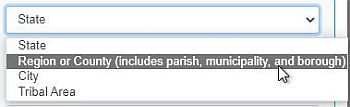 State
State
Region or County (includes parish, municipality, and borough)
City
Tribal Area